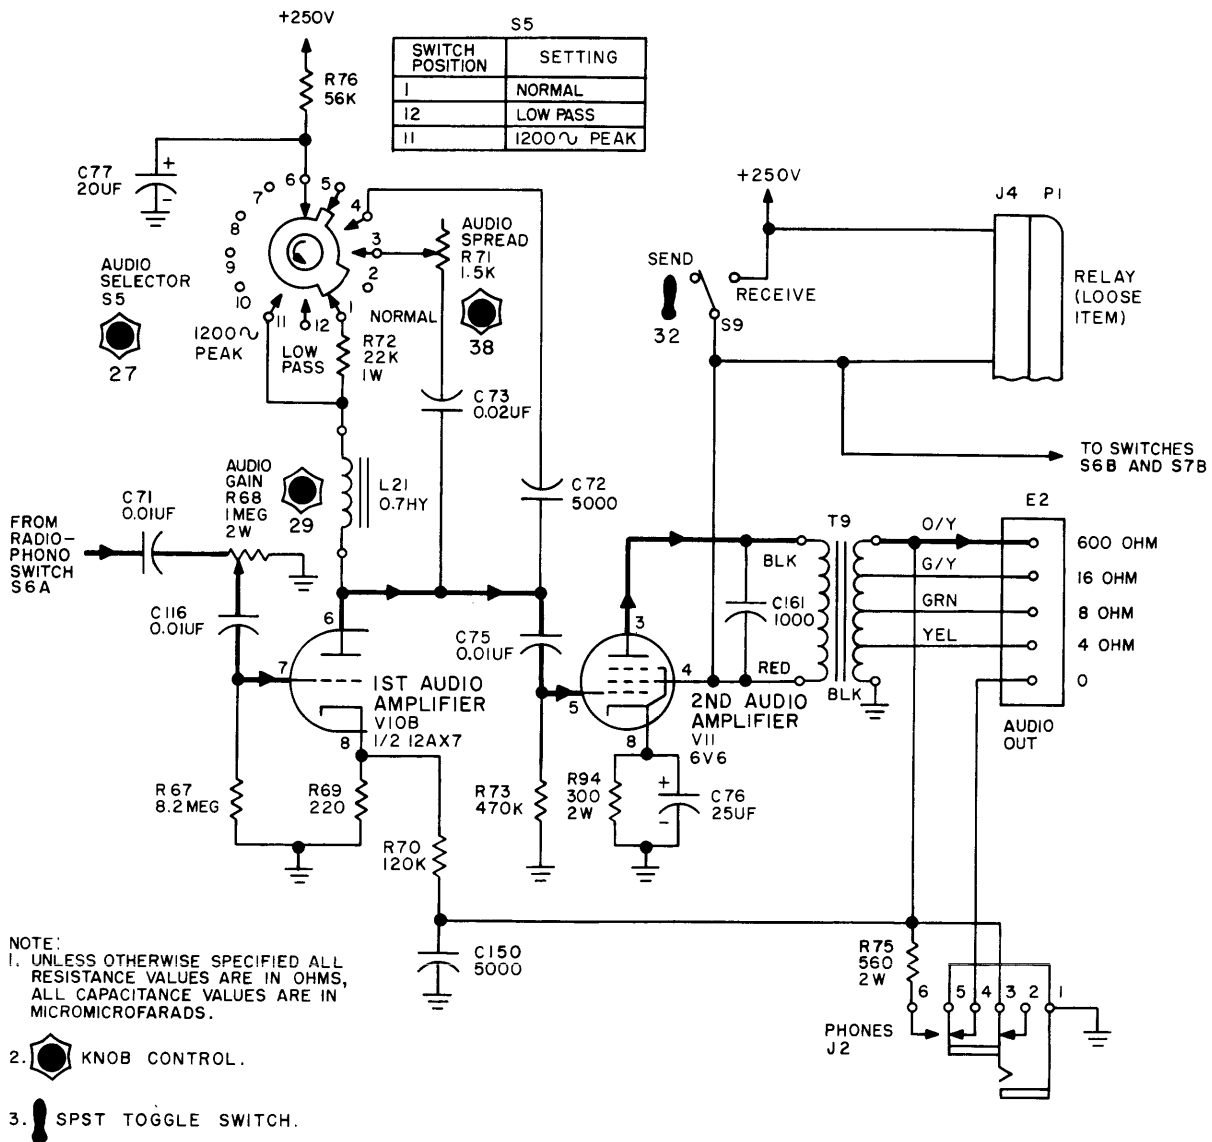 +250V
R76
56K
C77
20UF
+
-
S5
SWITCH POSITION
SETTING
1
NORMAL
12
LOW PASS
11
1200~ PEAK
6
5
4
3
2
1
12
11
10
9
8
7
AUDIO
SELECTOR
S5
27
1200~
PEAK
LOW
PASS
NORMAL
R72
22K
1W
AUDIO
SPREAD
R71
1.5K
38
C73
0.02UF
+250V
SEND
RECEIVE
32
S9
J4
P1
RELAY
(LOOSE
ITEM)
TO SWITCHES
S6B AND S7B
FROM
RADIO-
PHONO
SWITCH
S6A
C71
0.01UF
AUDIO
GAIN
R68
1MEG
2W
29
L21
0.7HY
C72
5000
C116
0.01UF
6
7
8
1ST AUDIO
AMPLIFIER
V10B
1/2 12AX7
C75
0.01UF
3
4
5
8
2ND AUDIO
AMPLIFIER
V11
6V6
BLK
RED
C161
1000
T9
BLK
O/Y
G/Y
GRN
YEL
E2
600 OHM
16 OHM
8 OHM
4 OHM
0
AUDIO
OUT
R67
8.2MEG
R69
220
R70
120K
R73
470K
R94
300
2W
+
-
C76
25UF
C150
5000
R75
560
2W
6
5
4
3
2
1
PHONES
J2
NOTE:
1. UNLESS OTHERWISE SPECIFIED ALL
RESISTANCE VALUES ARE IN OHMS,
ALL CAPACITANCE VALUES ARE IN
MICROMICROFARADS.
2. KNOB CONTROL.
3. SPST TOGGLE SWITCH.